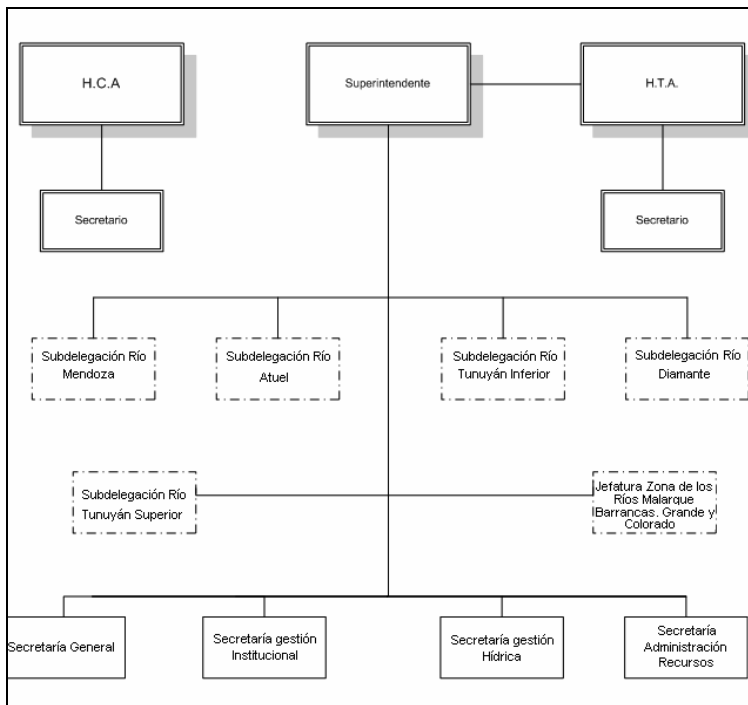 H.C.A
Superintendente
H.T.A.
Secretario
Secretario
Subdelegación Río
Mendoza
Subdelegación Río
Atuel
Subdelegación Río
Tunuyán Inferior
Subdelegación Río
Diamante
Subdelegación Río
Tunuyán Superior
Jefatura Zona de los
Ríos Malarque
Barrancas, Grande y
Colorado
Secretaría General
Secretaría gestión
Institucional
Secretaría gestión
Hídrica
Secretaría
Administración
Recursos